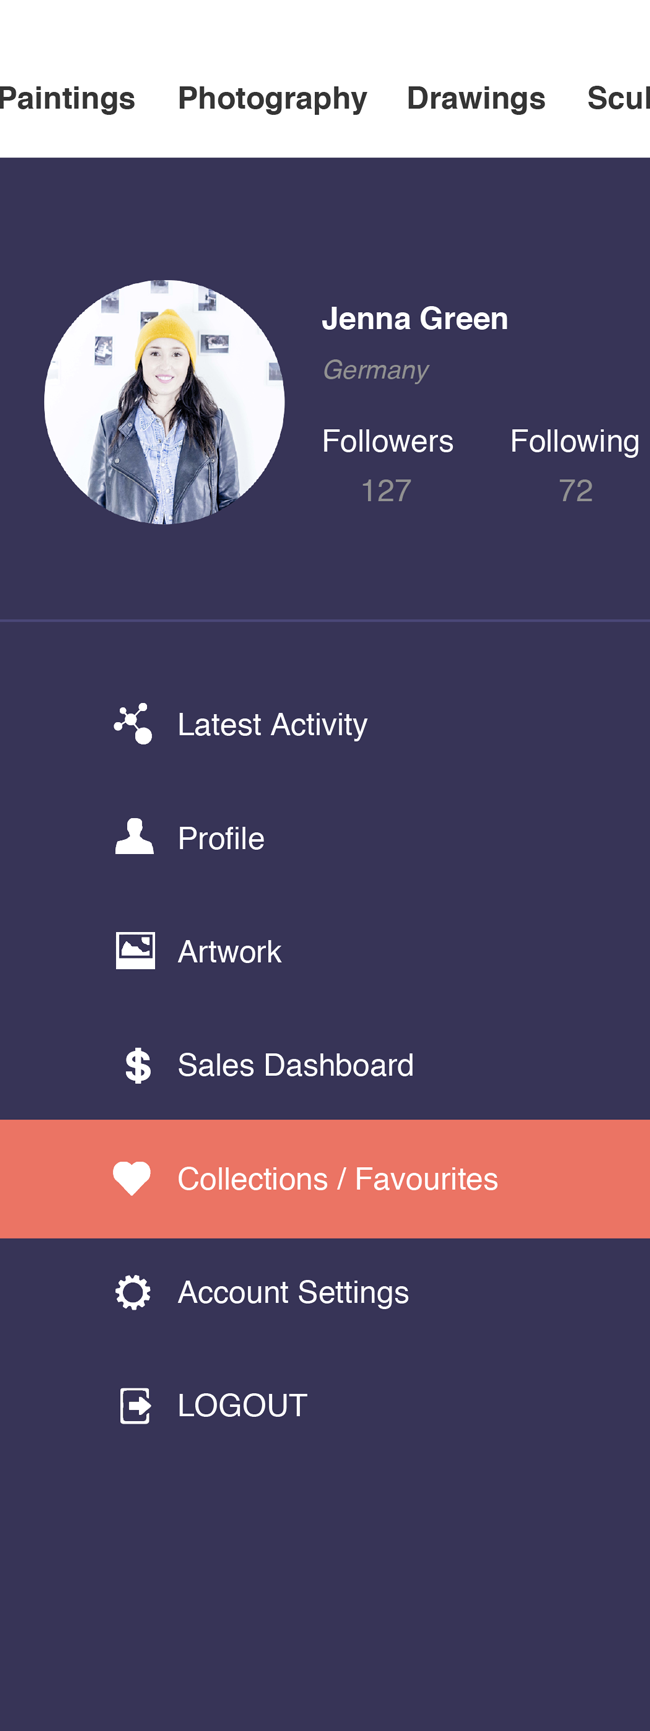 Paintings Photography Drawings
Jenna Green
Germany
Followers Following
127 72
Latest Activity
Profile
Artwork
$ Sales Dashboard
Collections / Favourites
Account Settings
LOGOUT